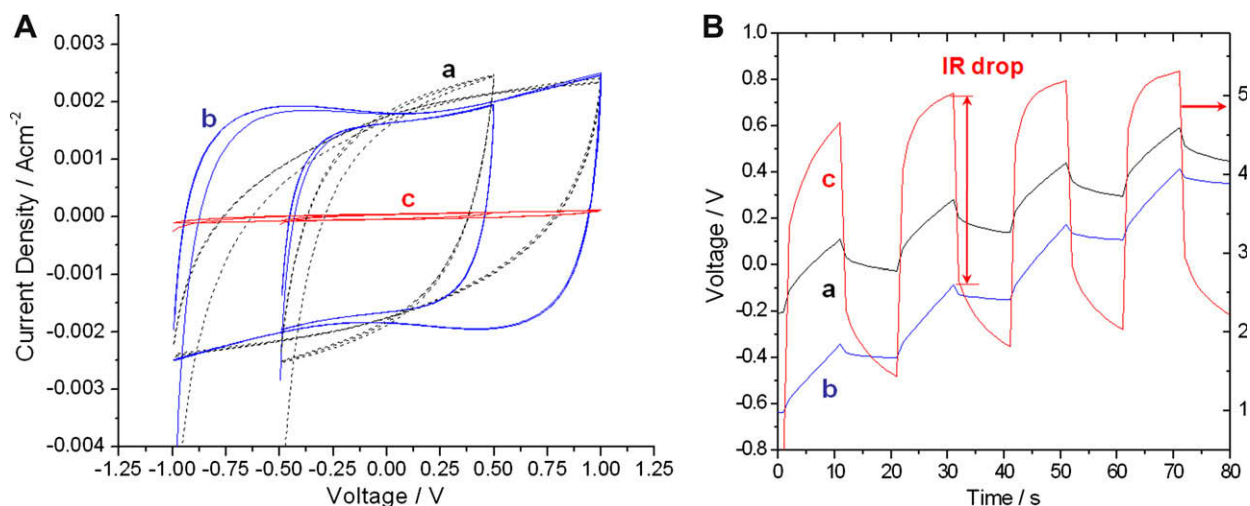 A
0.003
0.002
0.001
0.000
-0.001
-0.002
-0.003
-0.004
Current Density / Acm⁻²
a
b
c
-1.25 -1.00 -0.75 -0.50 -0.25 0.00 0.25 0.50 0.75 1.00 1.25
Voltage / V
B
1.0
0.8
0.6
0.4
0.2
0.0
-0.2
-0.4
-0.6
-0.8
Voltage / V
IR drop
c
a
b
5
4
3
2
1
0 10 20 30 40 50 60 70 80
Time / s